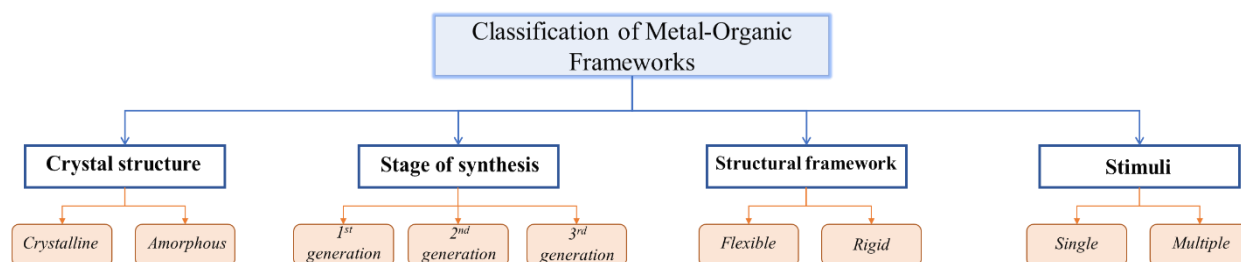 Classification of Metal-Organic
Frameworks
Crystal structure
Stage of synthesis
Structural framework
Stimuli
Crystalline
Amorphous
1st
generation
2nd
generation
3rd
generation
Flexible
Rigid
Single
Multiple